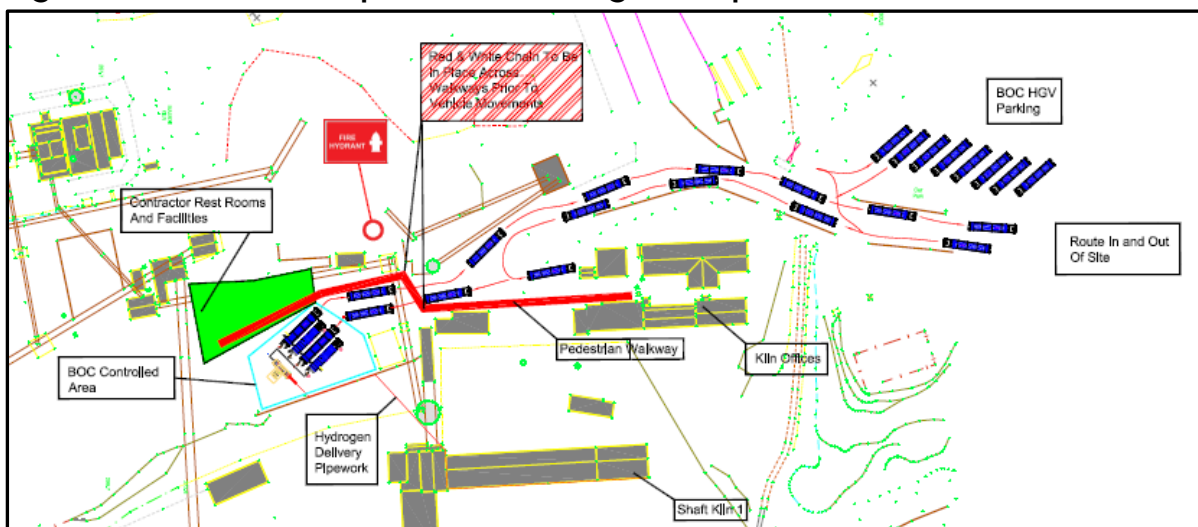 Red & White Chain To Be
In Place Across
Walkways Prior To
Vehicle Movements
BOC HGV
Parking
FIRE
HYDRANT
Contractor Rest Rooms
And Facilities
Route In and Out
Of Site
BOC Controlled
Area
Pedestrian Walkway
Kiln Offices
Hydrogen
Delivery
Pipework
Shaft Kiln 1